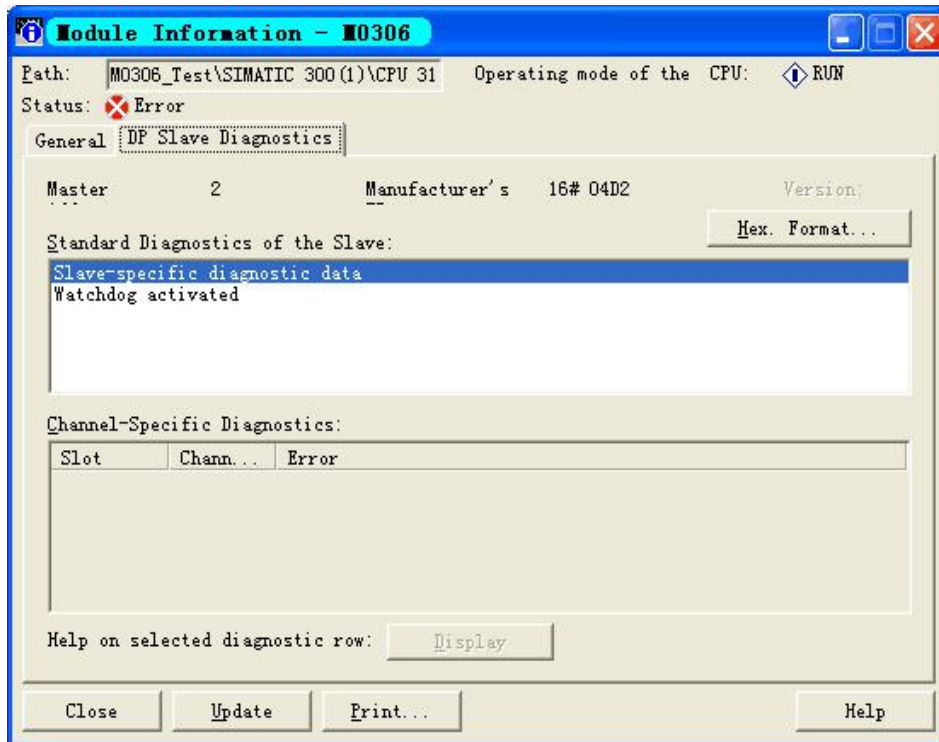 Module Information - M0306
Path: M0306_Test\SIMATIC 300(1)\CPU 31 Operating mode of the CPU: RUN
Status: Error
General DP Slave Diagnostics
Master 2 Manufacturer's 16# 04D2 Version:
Hex. Format...
Standard Diagnostics of the Slave:
Slave-specific diagnostic data
Watchdog activated
Channel-Specific Diagnostics:
Slot Chann... Error
Help on selected diagnostic row: Display
Close Update Print... Help